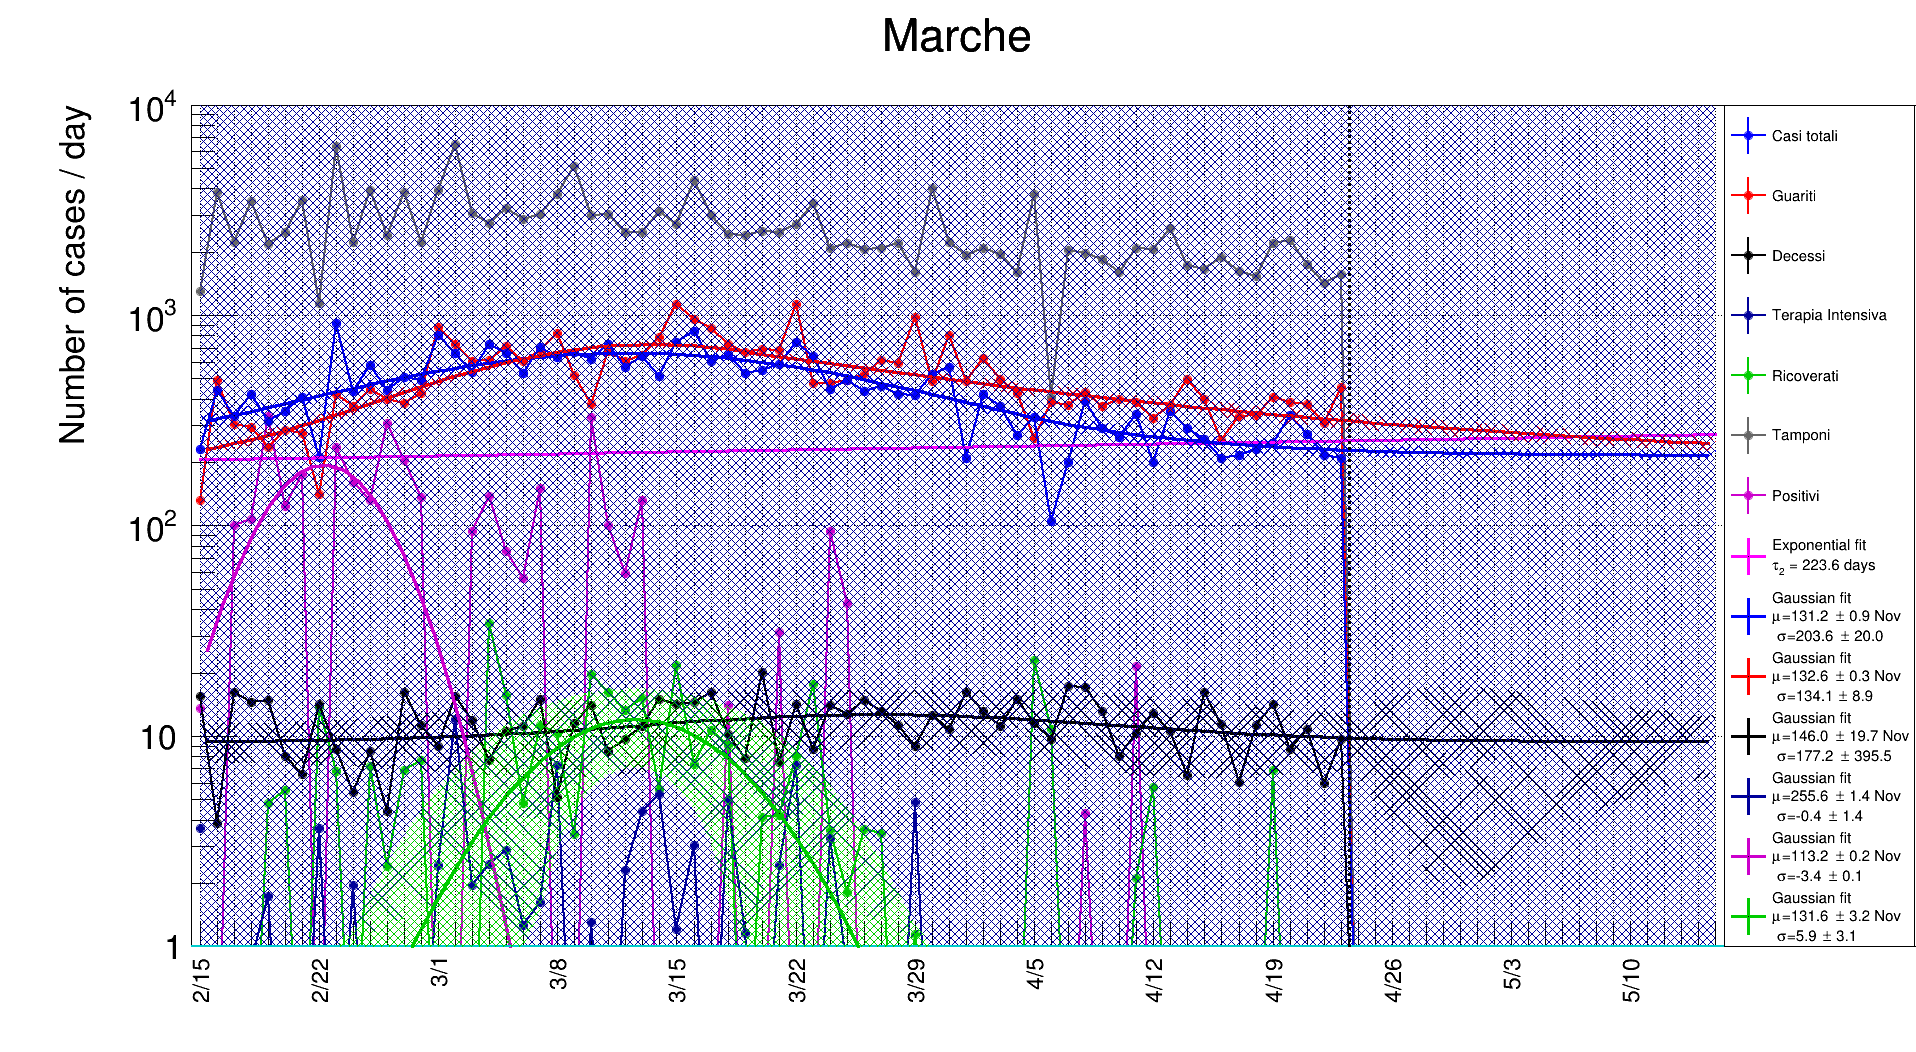 Marche
Number of cases / day
10^4
10^3
10^2
10
1
2/15
2/22
3/1
3/8
3/15
3/22
3/29
4/5
4/12
4/19
4/26
5/3
5/10
Casi totali
Guariti
Decessi
Terapia Intensiva
Ricoverati
Tamponi
Positivi
Exponential fit
τ₂ = 223.6 days
Gaussian fit
μ=131.2 ± 0.9 Nov
σ=203.6 ± 20.0
Gaussian fit
μ=132.6 ± 0.3 Nov
σ=134.1 ± 8.9
Gaussian fit
μ=146.0 ± 19.7 Nov
σ=177.2 ± 395.5
Gaussian fit
μ=255.6 ± 1.4 Nov
σ=-0.4 ± 1.4
Gaussian fit
μ=113.2 ± 0.2 Nov
σ=-3.4 ± 0.1
Gaussian fit
μ=131.6 ± 3.2 Nov
σ=5.9 ± 3.1